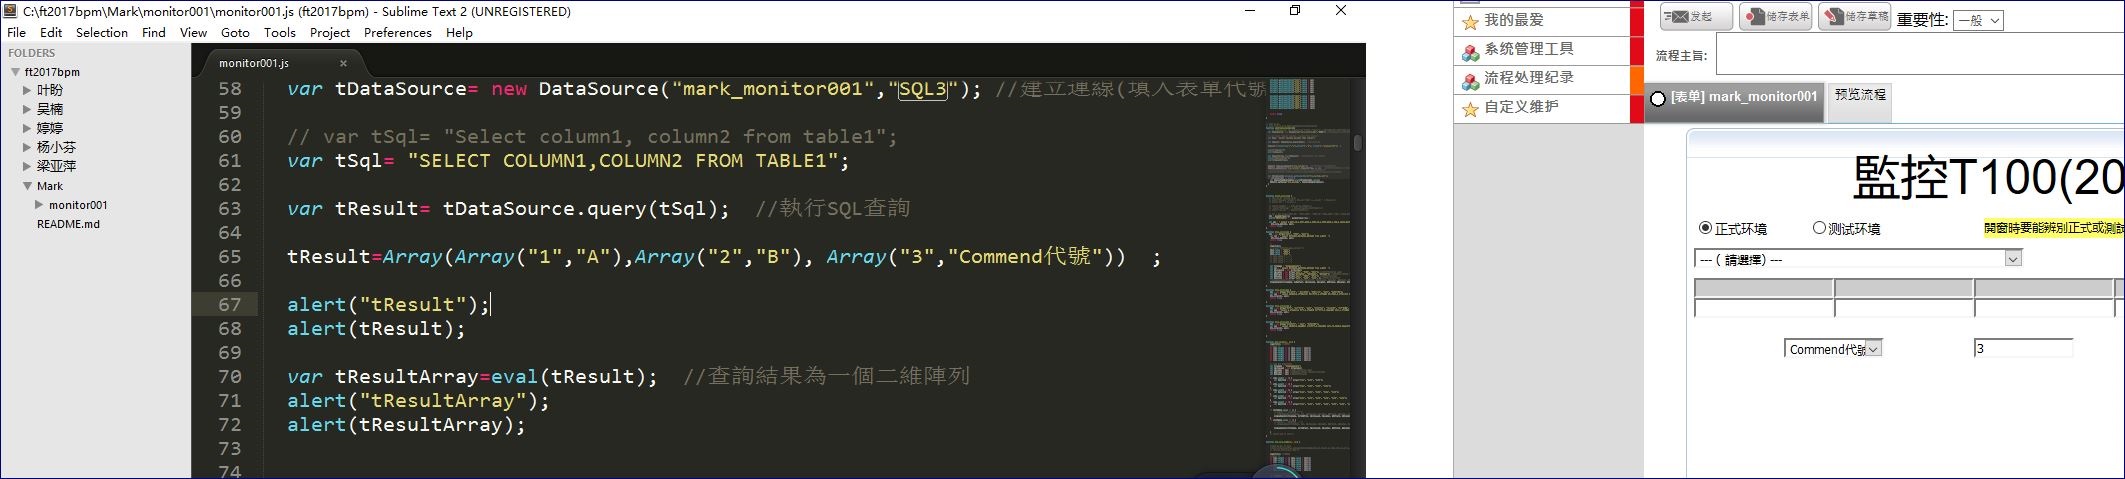 C:\ft2017bpm\Mark\monitor001\monitor001.js (ft2017bpm) - Sublime Text 2 (UNREGISTERED)
File Edit Selection Find View Goto Tools Project Preferences Help
FOLDERS
ft2017bpm
叶盼
吴楠
婷婷
杨小芬
梁亚萍
Mark
monitor001
README.md
monitor001.js ×
58 var tDataSource= new DataSource("mark_monitor001","SQL3"); //建立連線(填入表單代號
59
60 // var tSql= "Select column1, column2 from table1";
61 var tSql= "SELECT COLUMN1,COLUMN2 FROM TABLE1";
62
63 var tResult= tDataSource.query(tSql); //執行SQL查詢
64
65 tResult=Array(Array("1","A"),Array("2","B"), Array("3","Commend代號")) ;
66
67 alert("tResult");
68 alert(tResult);
69
70 var tResultArray=eval(tResult); //查詢結果為一個二維陣列
71 alert("tResultArray");
72 alert(tResultArray);
73
74
我的最爱
系统管理工具
流程处理纪录
自定义维护
发起 储存表单 储存草稿 重要性: 一般
流程主旨:
[表单] mark_monitor001 预览流程
監控T100(20
正式环境 测试环境 開窗時要能辨別正式或測試
--- ( 請選擇) ---
Commend代號 3